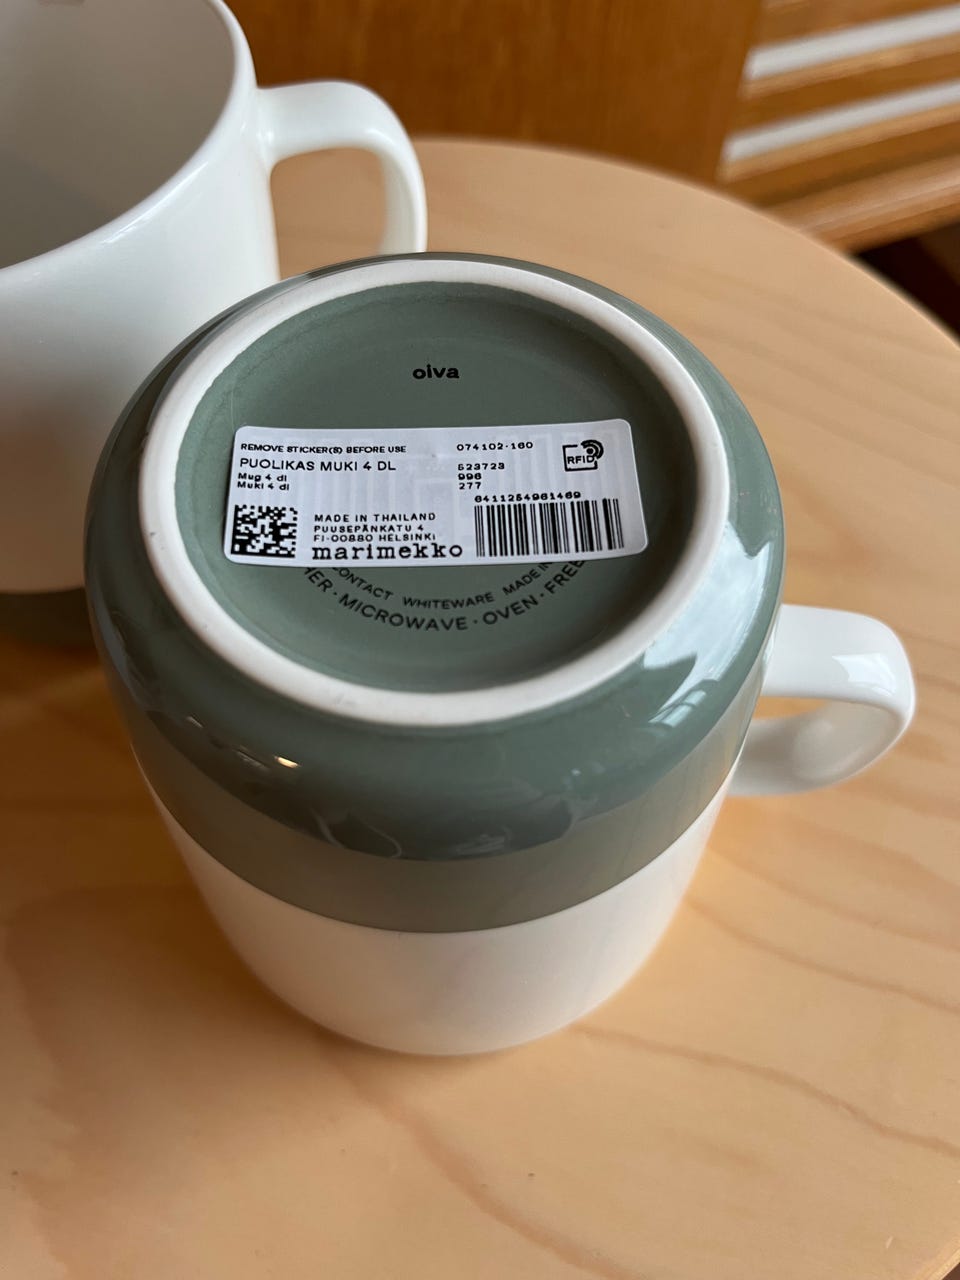 oiva
REMOVE STICKER(S) BEFORE USE 074102-160
RFID
PUOLIKAS MUKI 4 DL 523723
Mug 4 dl 996
Muki 4 dl 277
6411254961469
MADE IN THAILAND
PUUSEPÄNKATU 4
FI-00880 HELSINKI
marimekko
CONTACT WHITEWARE MADE IN
· MICROWAVE · OVEN ·